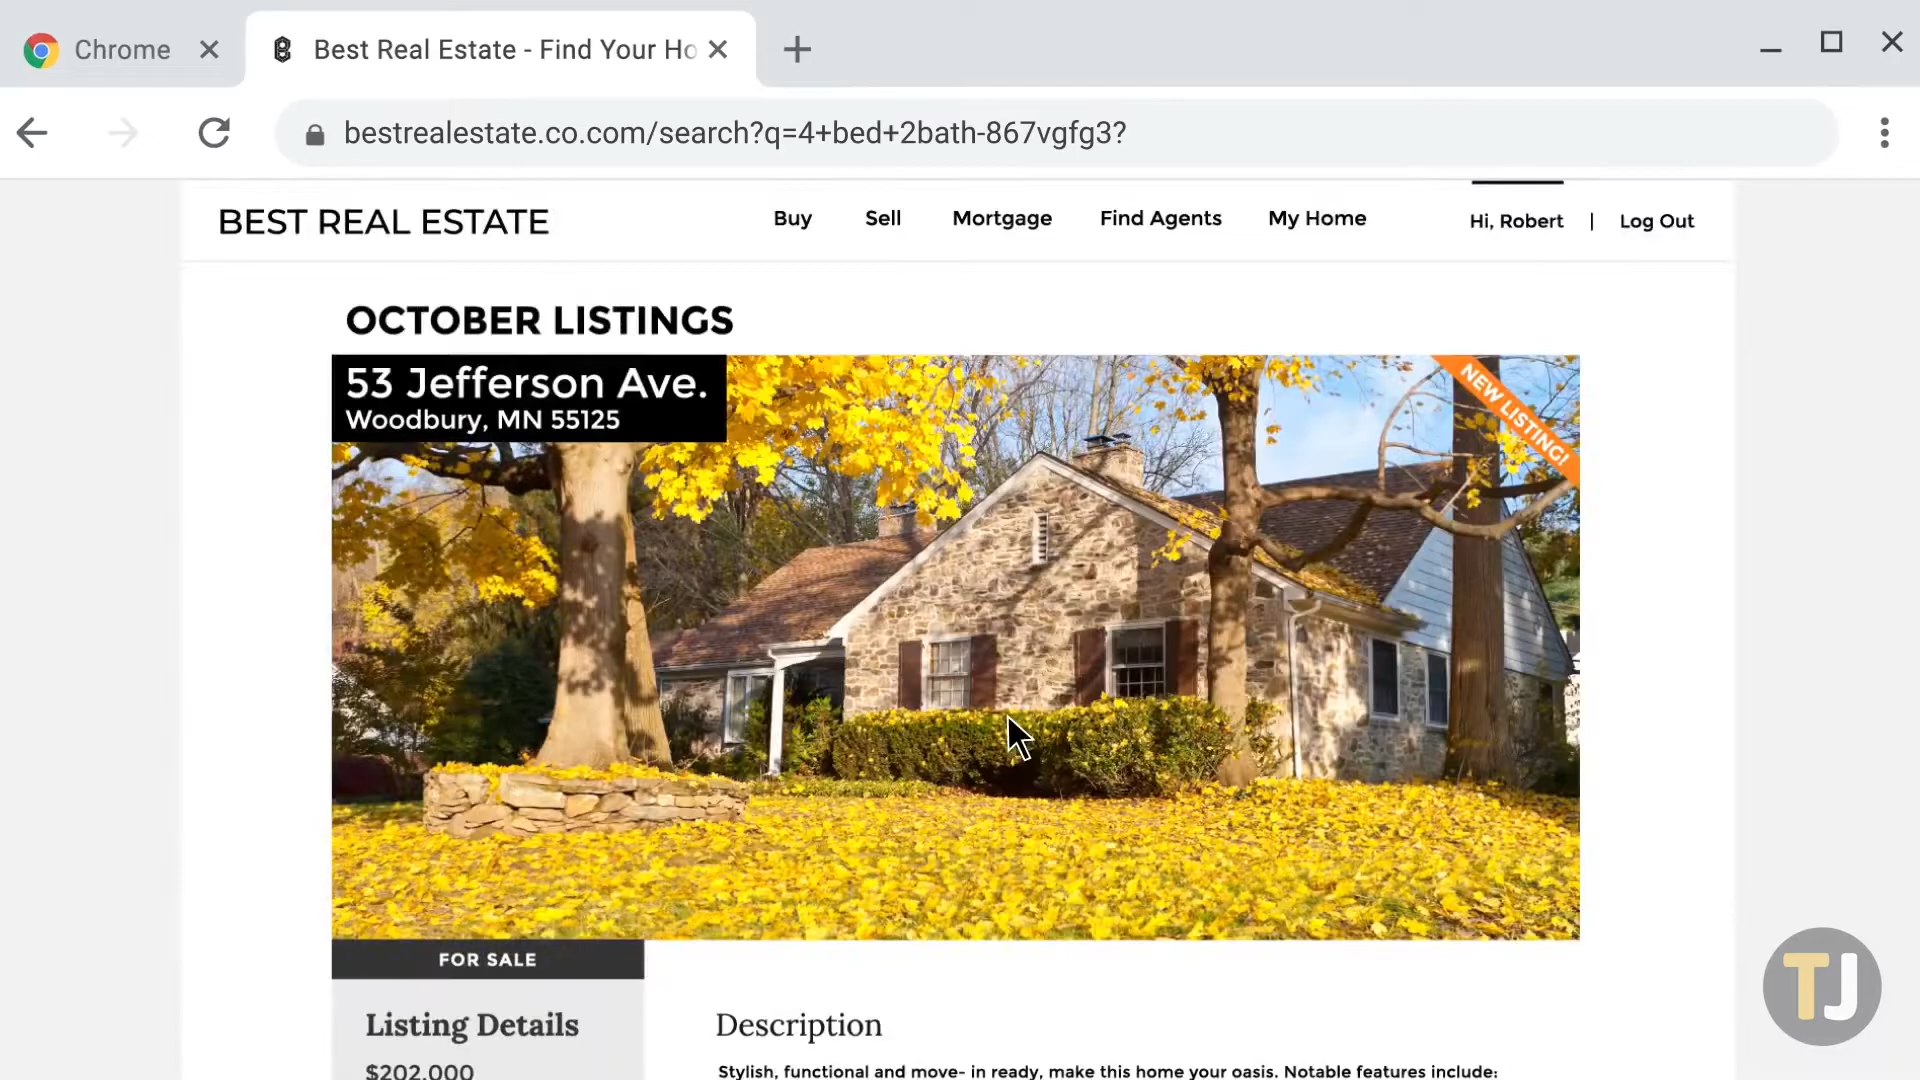 Chrome
Best Real Estate - Find Your Ho
bestrealestate.co.com/search?q=4+bed+2bath-867vgfg3?
BEST REAL ESTATE
Buy
Sell
Mortgage
Find Agents
My Home
Hi, Robert | Log Out
OCTOBER LISTINGS
53 Jefferson Ave.
Woodbury, MN 55125
NEW LISTING!
FOR SALE
Listing Details
$202,000
Description
Stylish, functional and move- in ready, make this home your oasis. Notable features include:
TJ